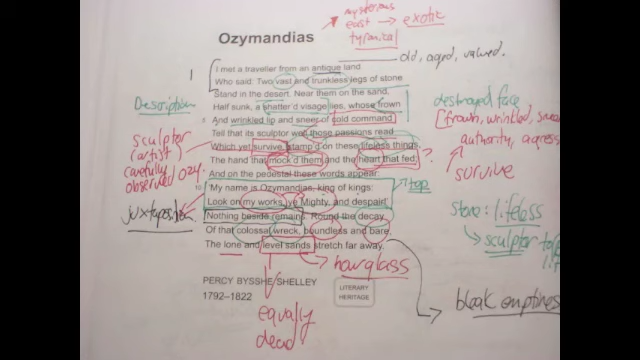 mysterious
east → exotic
tyranical
Ozymandias
old, aged, valued.
1 I met a traveller from an antique land
Who said: Two vast and trunkless legs of stone
Stand in the desert. Near them on the sand,
Description
Half sunk, a shatter'd visage lies, whose frown
destroyed face
5 And wrinkled lip and sneer of cold command
[frown, wrinkled,
Tell that its sculptor well those passions read
authority,
sculptor
(artist)
carefully
observed ozy.
Which yet survive, stamp'd on these lifeless things,
The hand that mock'd them and the heart that fed; ?
survive
And on the pedestal these words appear:
10 'My name is Ozymandias, king of kings:
top
Look on my works, ye Mighty, and despair!'
juxtaposition
Nothing beside remains. Round the decay
stone: lifeless
Of that colossal wreck, boundless and bare,
→ sculptor
The lone and level sands stretch far away.
hourglass
PERCY BYSSHE SHELLEY
1792–1822
LITERARY
HERITAGE
bleak emptiness
equally
dead